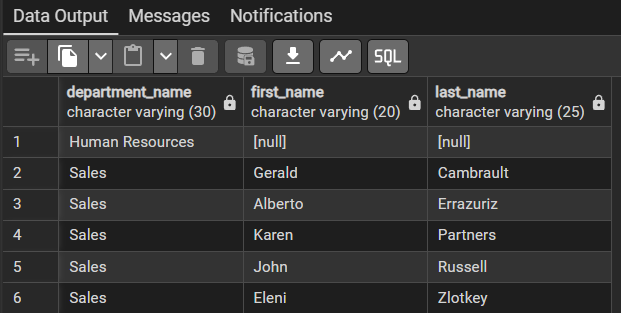 Data Output Messages Notifications
SQL
department_name first_name last_name
character varying (30) character varying (20) character varying (25)
1 Human Resources [null] [null]
2 Sales Gerald Cambrault
3 Sales Alberto Errazuriz
4 Sales Karen Partners
5 Sales John Russell
6 Sales Eleni Zlotkey